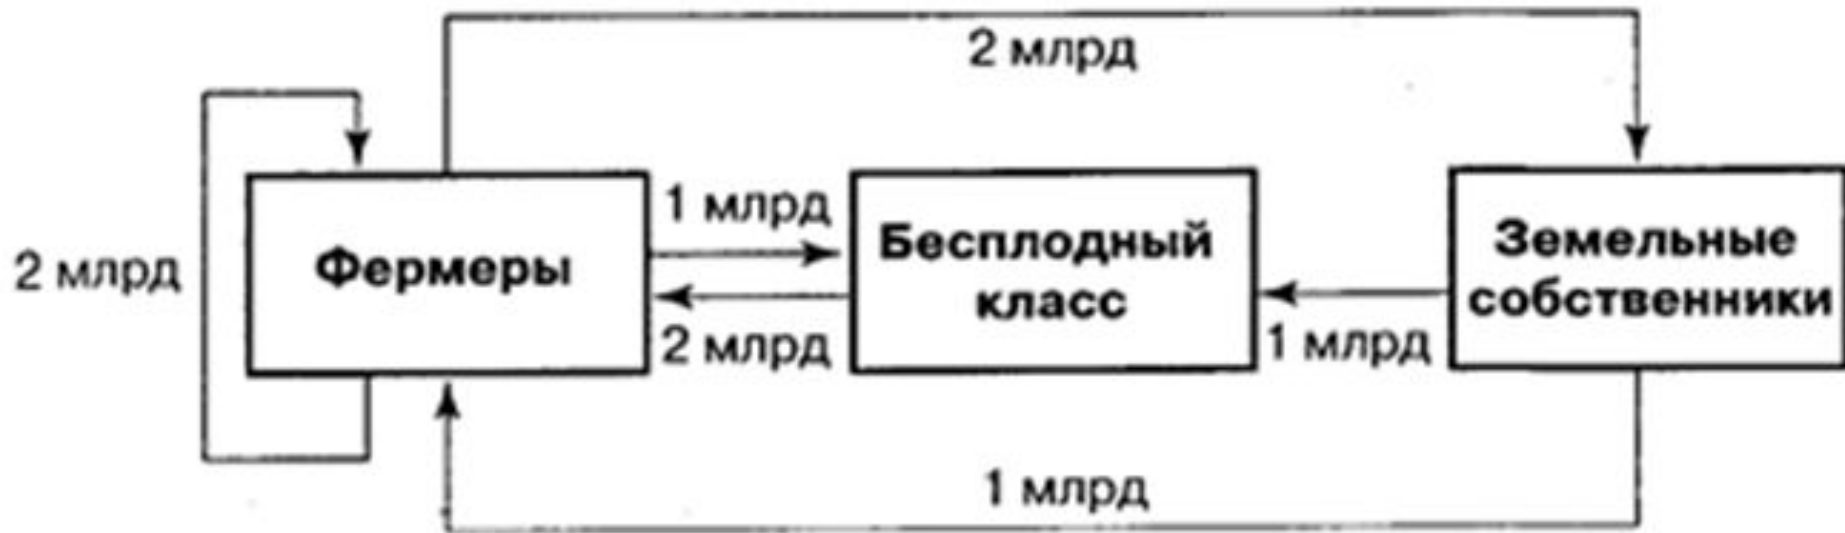 2 млрд
1 млрд
2 млрд
Фермеры
Бесплодный
класс
Земельные
собственники
2 млрд
1 млрд
1 млрд